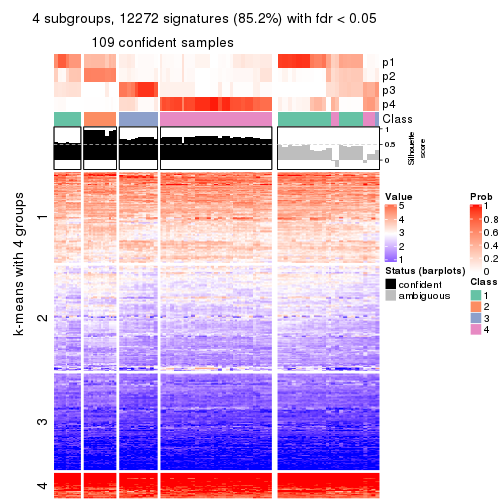 4 subgroups, 12272 signatures (85.2%) with fdr < 0.05
109 confident samples
p1
p2
p3
p4
Class
1
0.5
0
Silhouette
score
k-means with 4 groups
1
2
3
4
Value
5
4
3
2
1
Status (barplots)
confident
ambiguous
Prob
1
0.8
0.6
0.4
0.2
0
Class
1
2
3
4